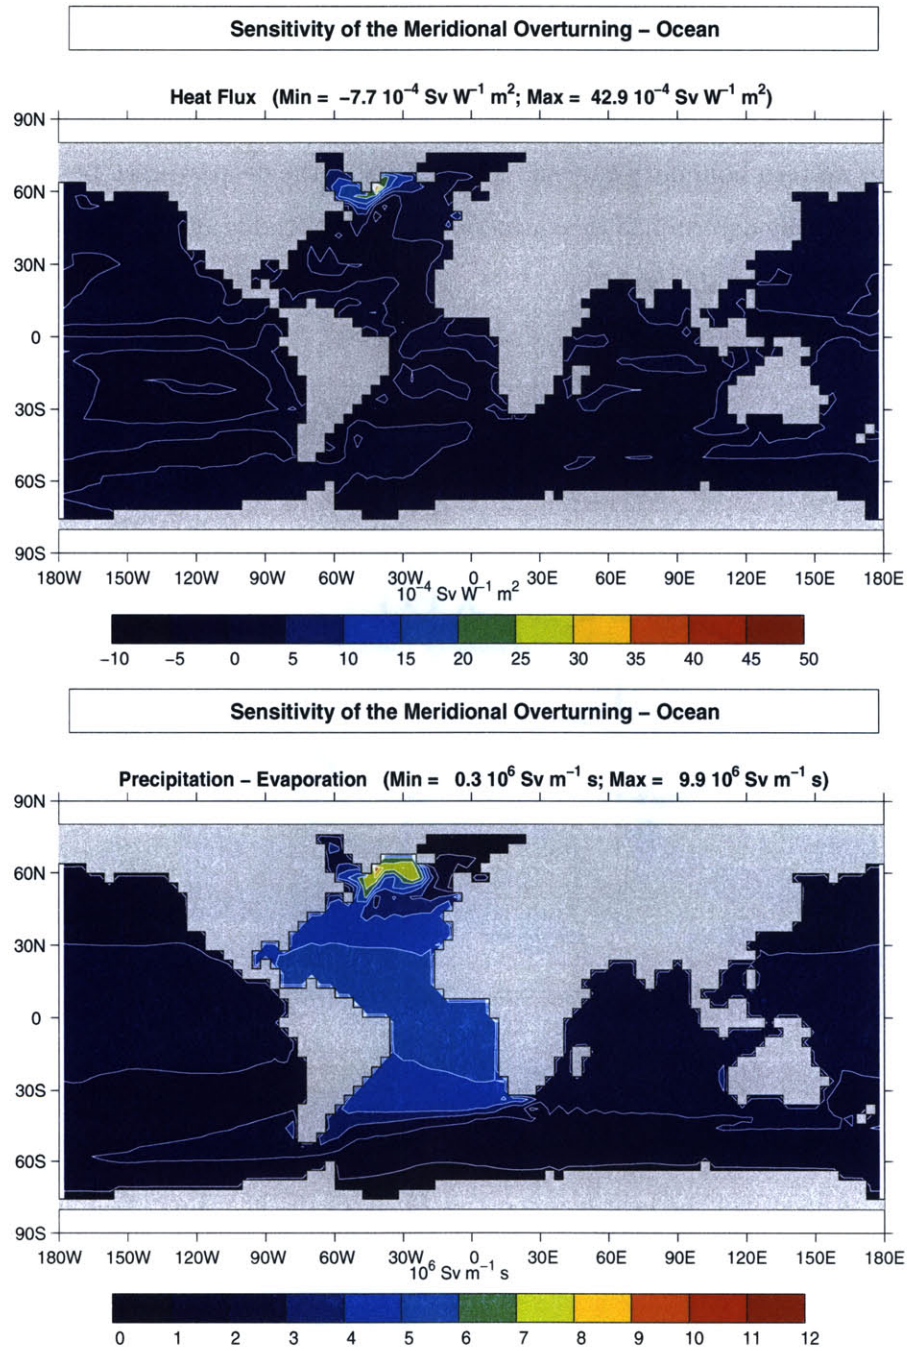 Sensitivity of the Meridional Overturning – Ocean
Heat Flux (Min = −7.7 10⁻⁴ Sv W⁻¹ m²; Max = 42.9 10⁻⁴ Sv W⁻¹ m²)
90N
60N
30N
0
30S
60S
90S
180W 150W 120W 90W 60W 30W 0 30E 60E 90E 120E 150E 180E
10⁻⁴ Sv W⁻¹ m²
−10 −5 0 5 10 15 20 25 30 35 40 45 50
Sensitivity of the Meridional Overturning – Ocean
Precipitation – Evaporation (Min = 0.3 10⁶ Sv m⁻¹ s; Max = 9.9 10⁶ Sv m⁻¹ s)
90N
60N
30N
0
30S
60S
90S
180W 150W 120W 90W 60W 30W 0 30E 60E 90E 120E 150E 180E
10⁶ Sv m⁻¹ s
0 1 2 3 4 5 6 7 8 9 10 11 12